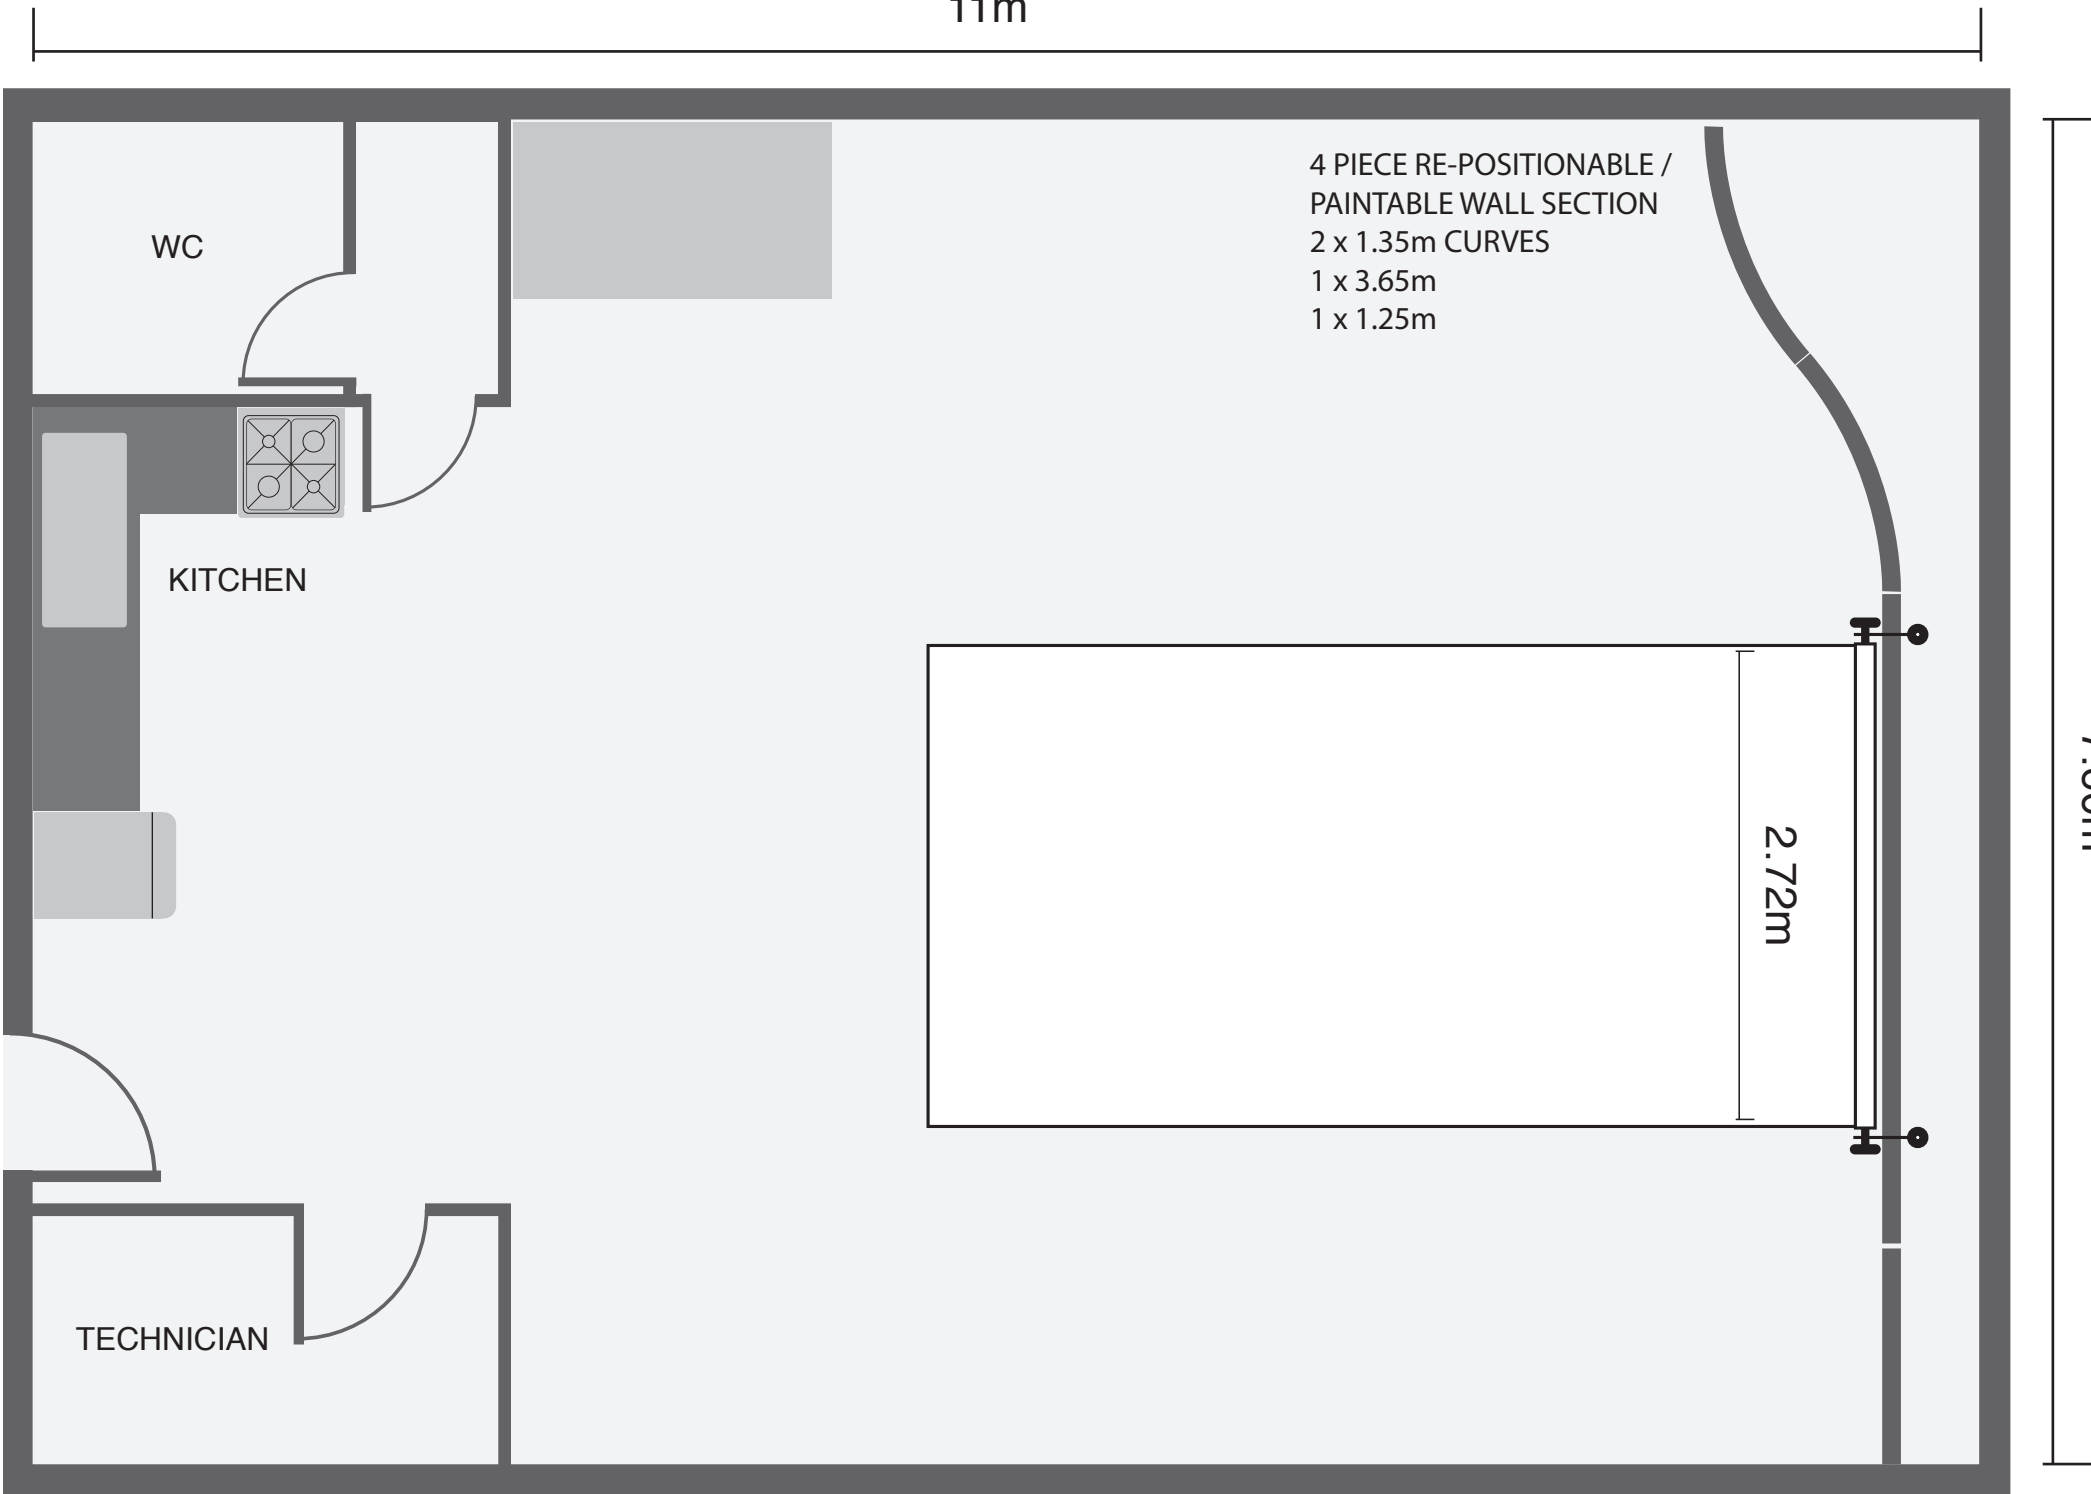 11m
4 PIECE RE-POSITIONABLE /
PAINTABLE WALL SECTION
2 x 1.35m CURVES
1 x 3.65m
1 x 1.25m
WC
KITCHEN
2.72m
TECHNICIAN